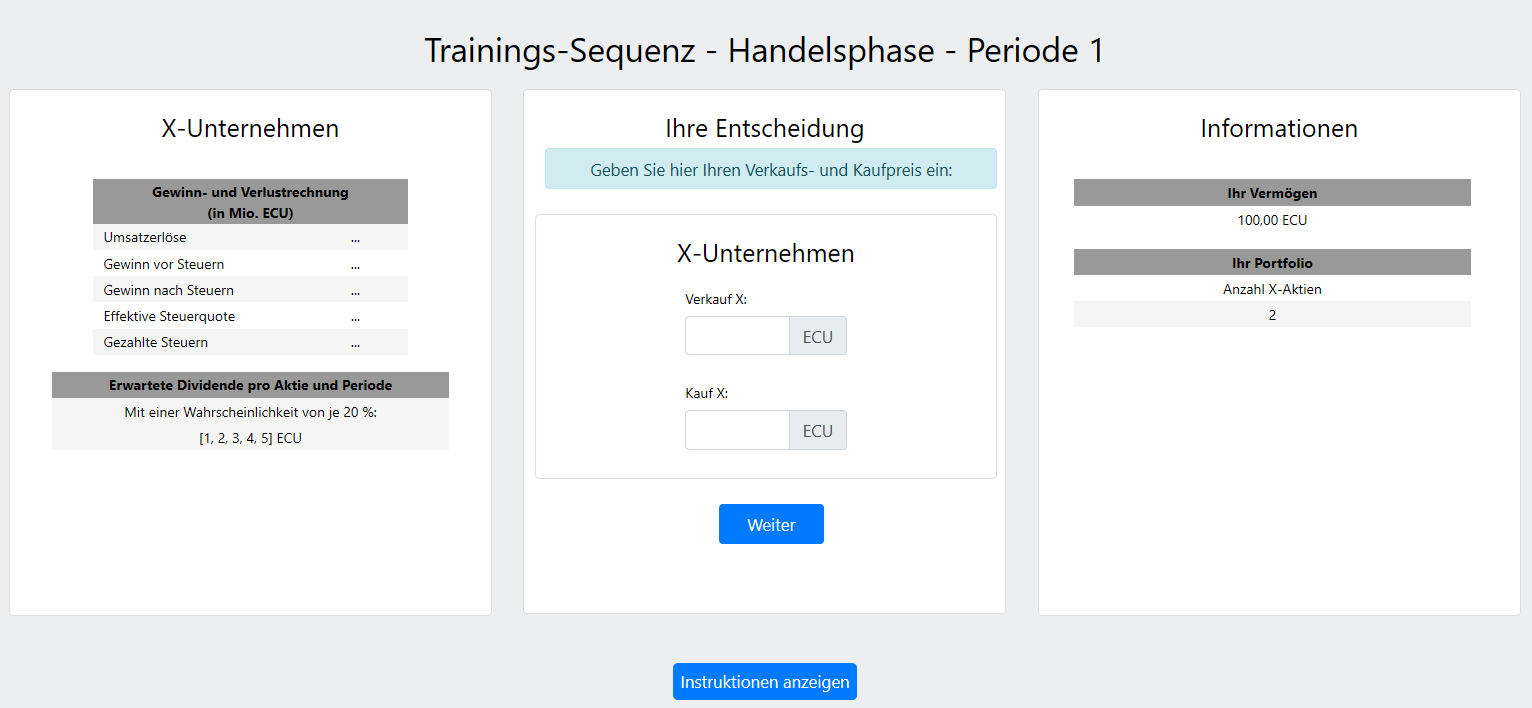 Trainings-Sequenz - Handelsphase - Periode 1
X-Unternehmen
Gewinn- und Verlustrechnung
(in Mio. ECU)
Umsatzerlöse ...
Gewinn vor Steuern ...
Gewinn nach Steuern ...
Effektive Steuerquote ...
Gezahlte Steuern ...
Erwartete Dividende pro Aktie und Periode
Mit einer Wahrscheinlichkeit von je 20 %:
[1, 2, 3, 4, 5] ECU
Ihre Entscheidung
Geben Sie hier Ihren Verkaufs- und Kaufpreis ein:
X-Unternehmen
Verkauf X:
ECU
Kauf X:
ECU
Weiter
Informationen
Ihr Vermögen
100,00 ECU
Ihr Portfolio
Anzahl X-Aktien
2
Instruktionen anzeigen